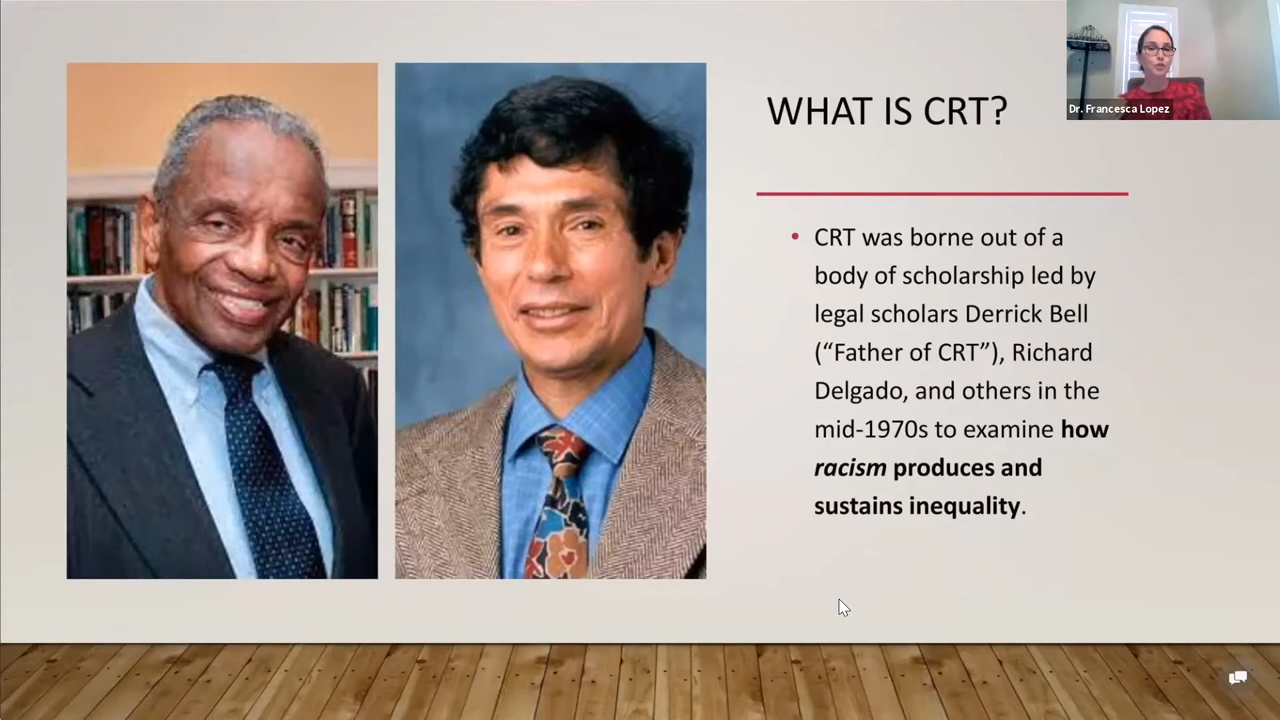 WHAT IS CRT?
Dr. Francesca Lopez
• CRT was borne out of a
body of scholarship led by
legal scholars Derrick Bell
(“Father of CRT”), Richard
Delgado, and others in the
mid-1970s to examine how
racism produces and
sustains inequality.